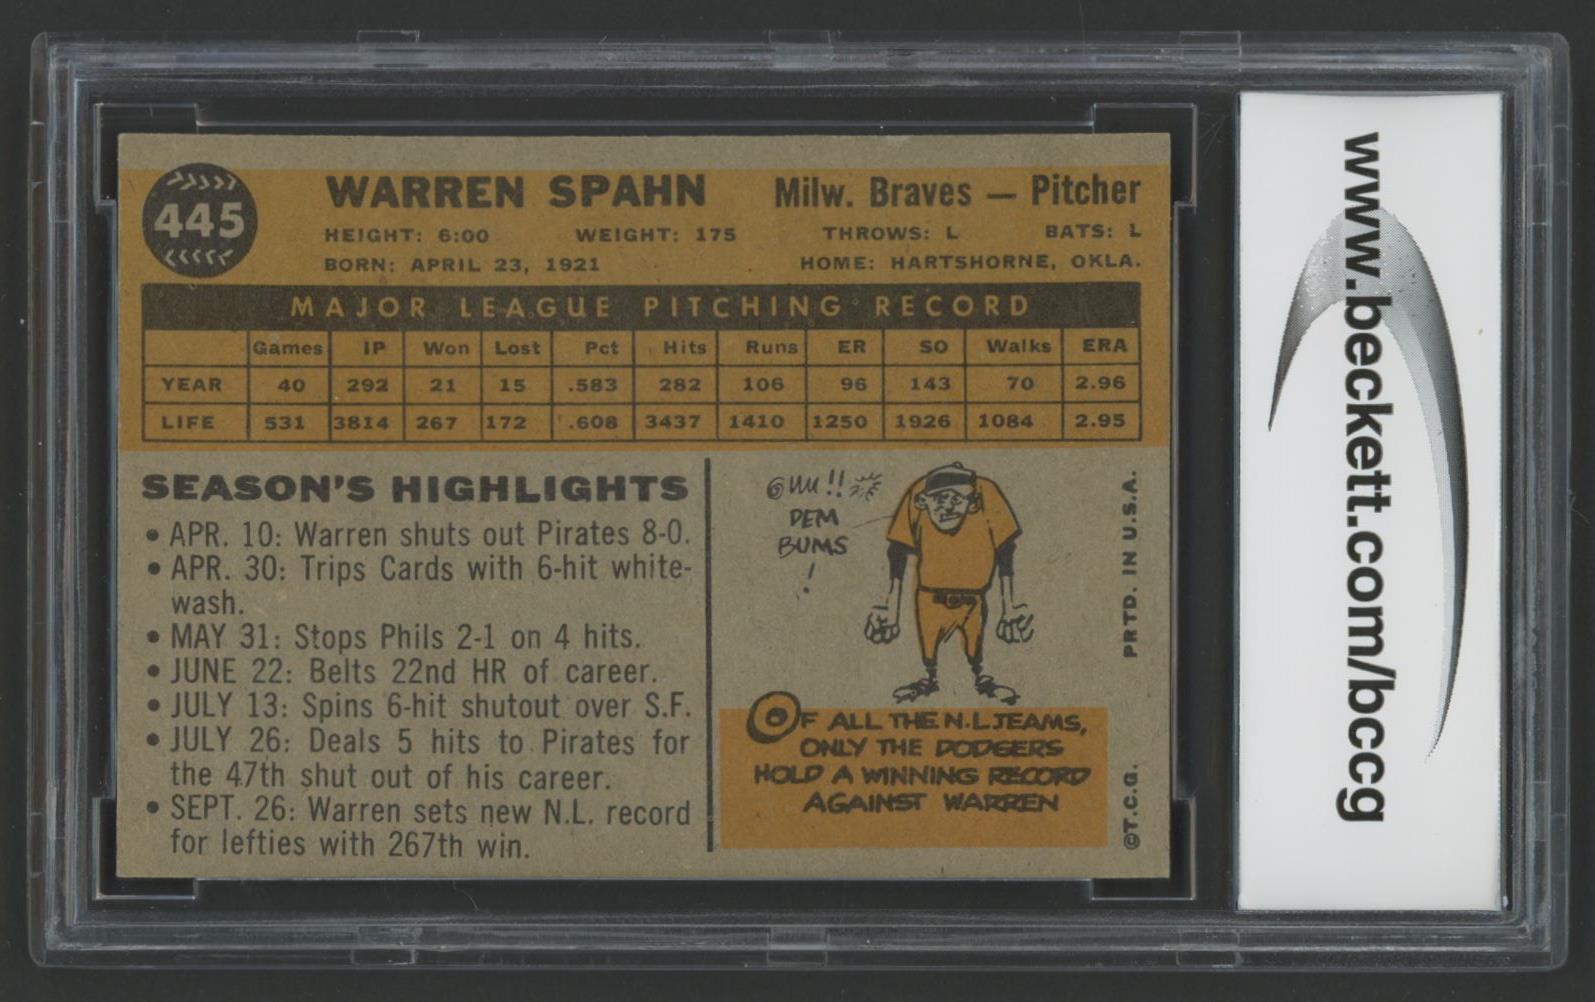 445
WARREN SPAHN Milw. Braves — Pitcher
HEIGHT: 6:00 WEIGHT: 175 THROWS: L BATS: L
BORN: APRIL 23, 1921 HOME: HARTSHORNE, OKLA.
MAJOR LEAGUE PITCHING RECORD
Games IP Won Lost Pct Hits Runs ER SO Walks ERA
YEAR 40 292 21 15 .583 282 106 96 143 70 2.96
LIFE 531 3814 267 172 .608 3437 1410 1250 1926 1084 2.95
SEASON'S HIGHLIGHTS
• APR. 10: Warren shuts out Pirates 8-0.
• APR. 30: Trips Cards with 6-hit white-
wash.
• MAY 31: Stops Phils 2-1 on 4 hits.
• JUNE 22: Belts 22nd HR of career.
• JULY 13: Spins 6-hit shutout over S.F.
• JULY 26: Deals 5 hits to Pirates for
the 47th shut out of his career.
• SEPT. 26: Warren sets new N.L. record
for lefties with 267th win.
DEM
BUMS
!
OF ALL THE N.L. TEAMS,
ONLY THE DODGERS
HOLD A WINNING RECORD
AGAINST WARREN
©T.C.G. PRTD. IN U.S.A.
www.beckett.com/bccg